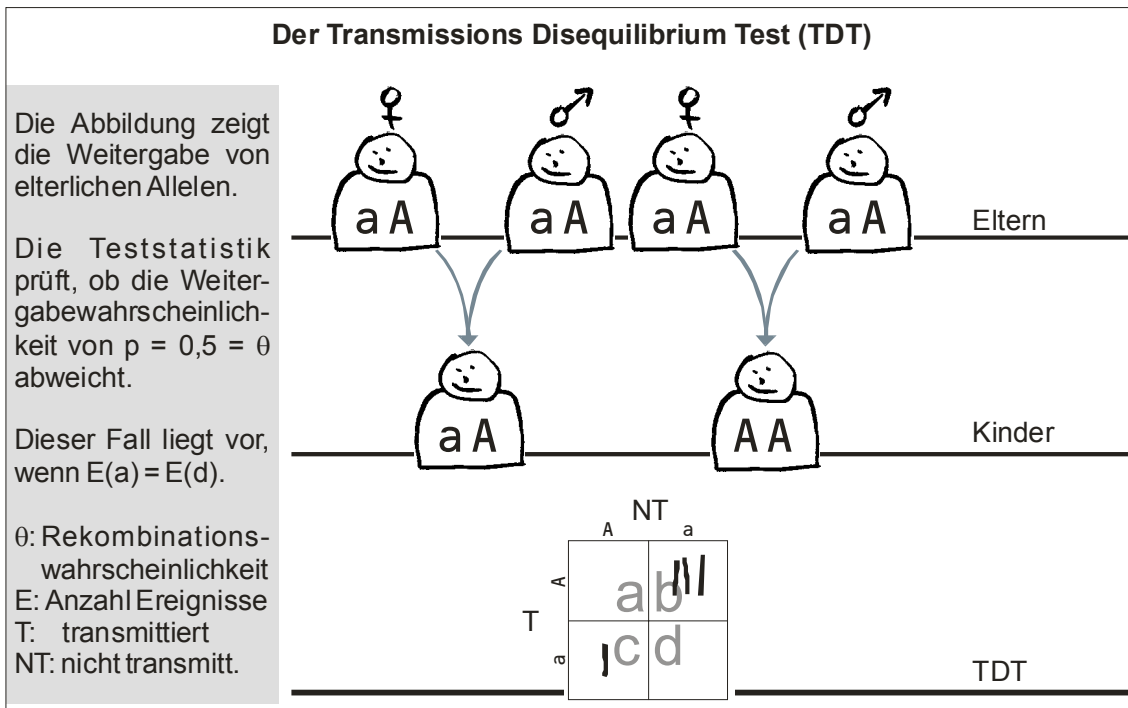 Der Transmissions Disequilibrium Test (TDT)
Die Abbildung zeigt
die Weitergabe von
elterlichen Allelen.
Die Teststatistik
prüft, ob die Weiter-
gabewahrscheinlich-
keit von p = 0,5 = θ
abweicht.
Dieser Fall liegt vor,
wenn E(a) = E(d).
θ: Rekombinations-
wahrscheinlichkeit
E: Anzahl Ereignisse
T: transmittiert
NT: nicht transmitt.
♀ ♂ ♀ ♂
aA aA aA aA
Eltern
aA AA
Kinder
NT
A a
T
A
a b
a
c d
TDT